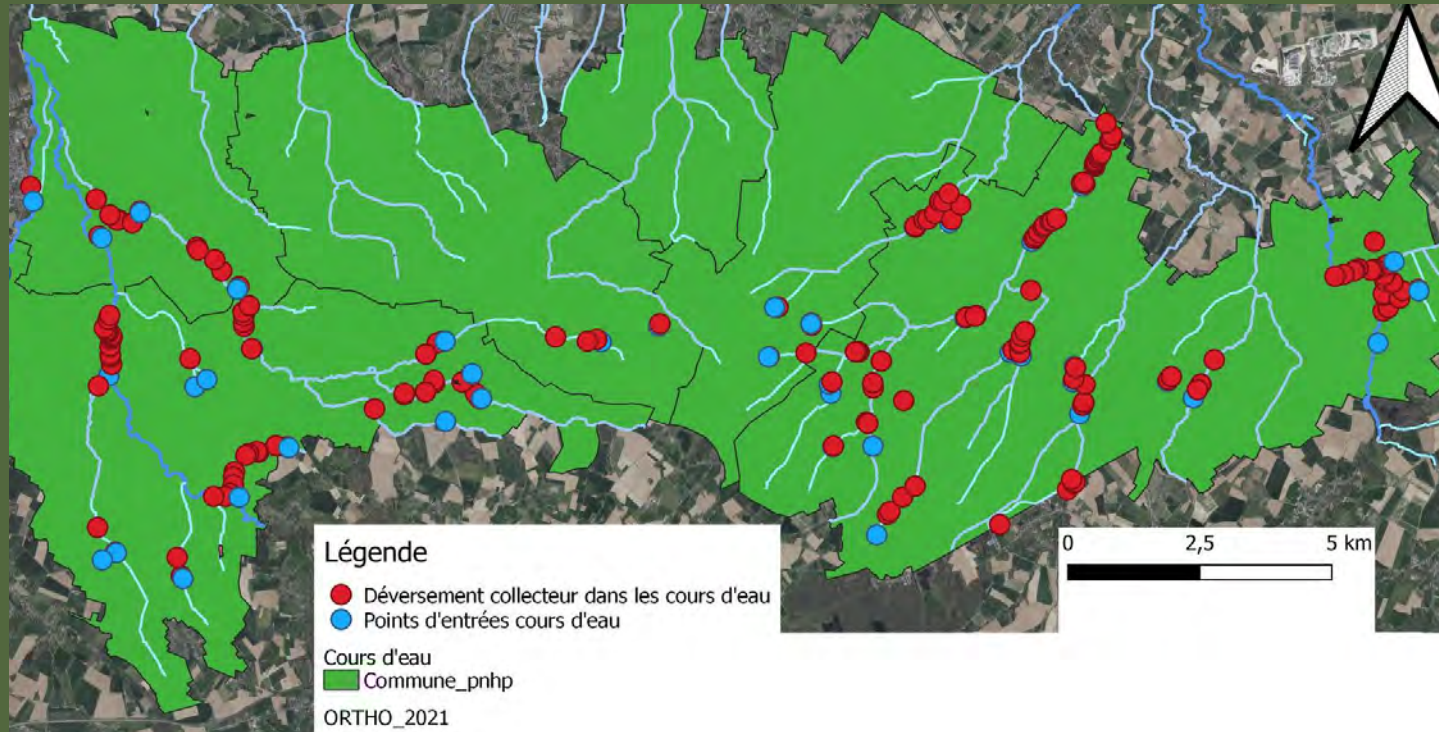 Légende
Déversement collecteur dans les cours d'eau
Points d'entrées cours d'eau
Cours d'eau
Commune_pnhp
ORTHO_2021
0 2,5 5 km